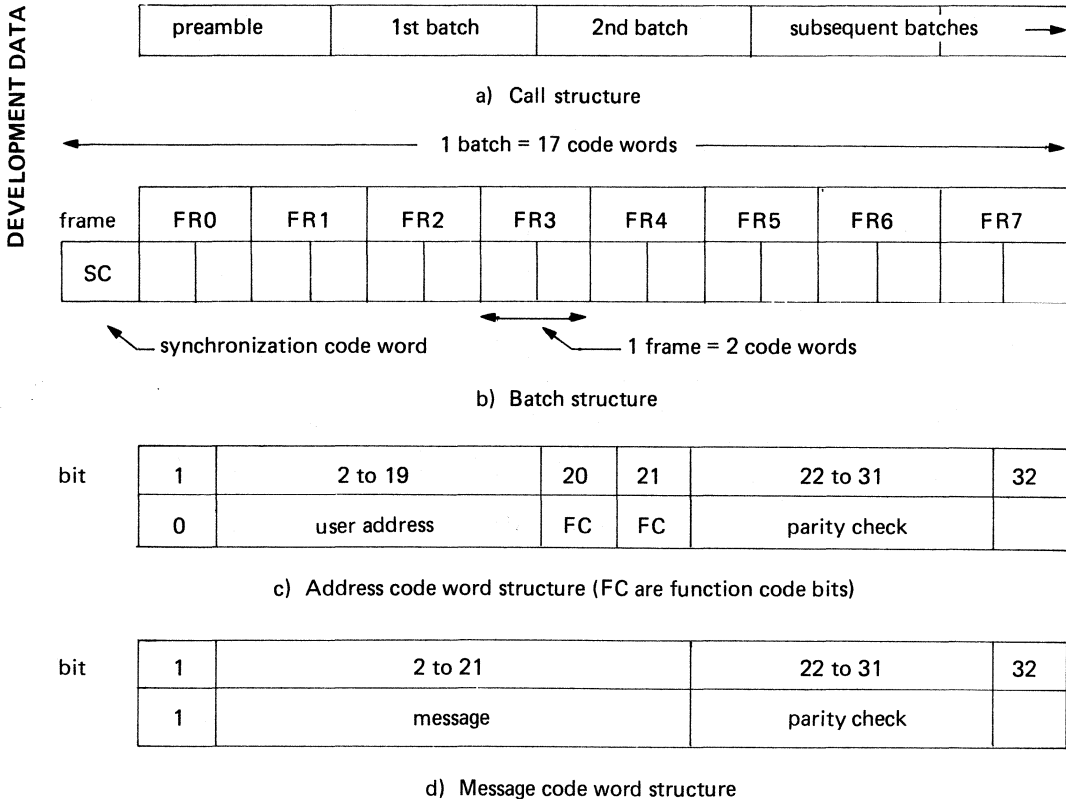 DEVELOPMENT DATA
preamble 1st batch 2nd batch subsequent batches
a) Call structure
1 batch = 17 code words
frame FR0 FR1 FR2 FR3 FR4 FR5 FR6 FR7
SC
synchronization code word 1 frame = 2 code words
b) Batch structure
bit 1 2 to 19 20 21 22 to 31 32
0 user address FC FC parity check
c) Address code word structure (FC are function code bits)
bit 1 2 to 21 22 to 31 32
1 message parity check
d) Message code word structure